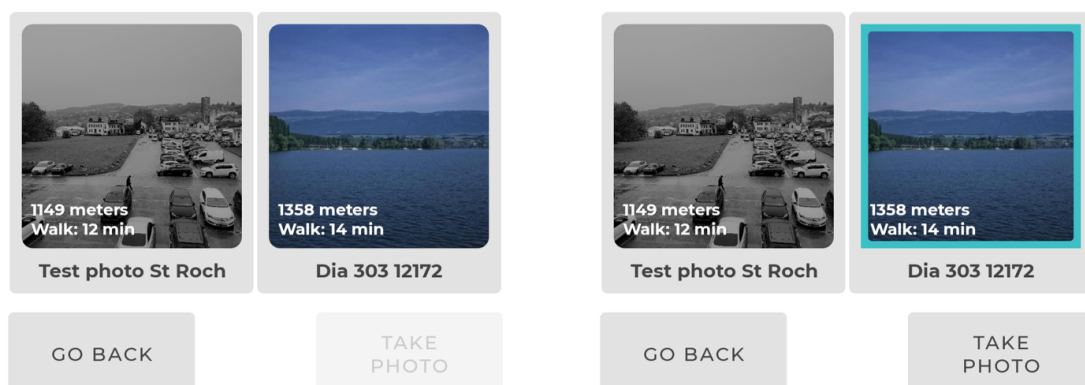 1149 meters
Walk: 12 min
Test photo St Roch
1358 meters
Walk: 14 min
Dia 303 12172
GO BACK
TAKE
PHOTO
1149 meters
Walk: 12 min
Test photo St Roch
1358 meters
Walk: 14 min
Dia 303 12172
GO BACK
TAKE
PHOTO